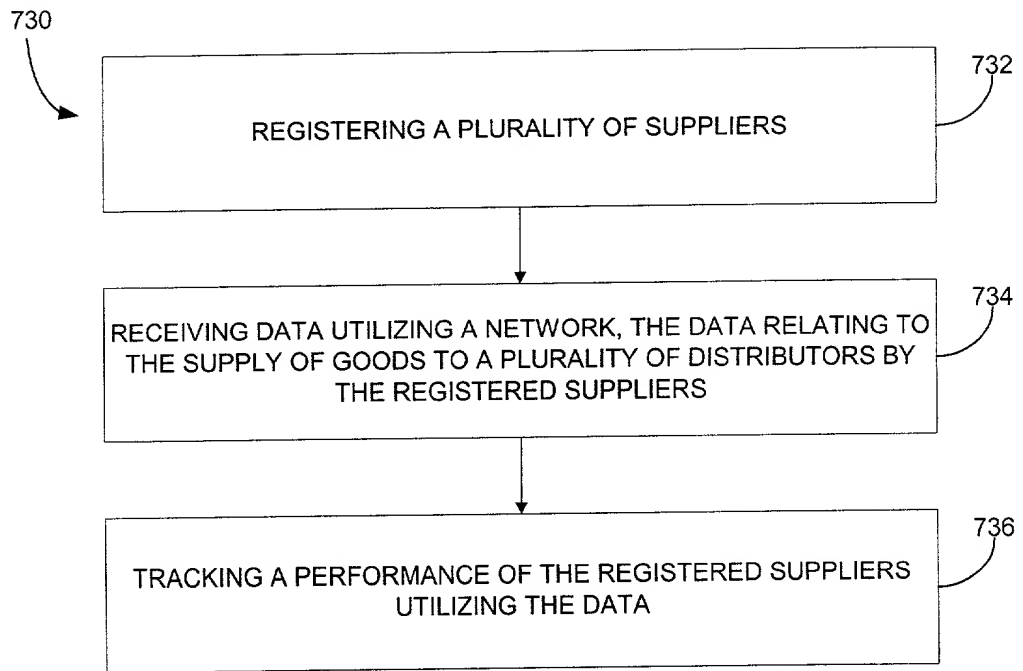 730
732
REGISTERING A PLURALITY OF SUPPLIERS
734
RECEIVING DATA UTILIZING A NETWORK, THE DATA RELATING TO
THE SUPPLY OF GOODS TO A PLURALITY OF DISTRIBUTORS BY
THE REGISTERED SUPPLIERS
736
TRACKING A PERFORMANCE OF THE REGISTERED SUPPLIERS
UTILIZING THE DATA